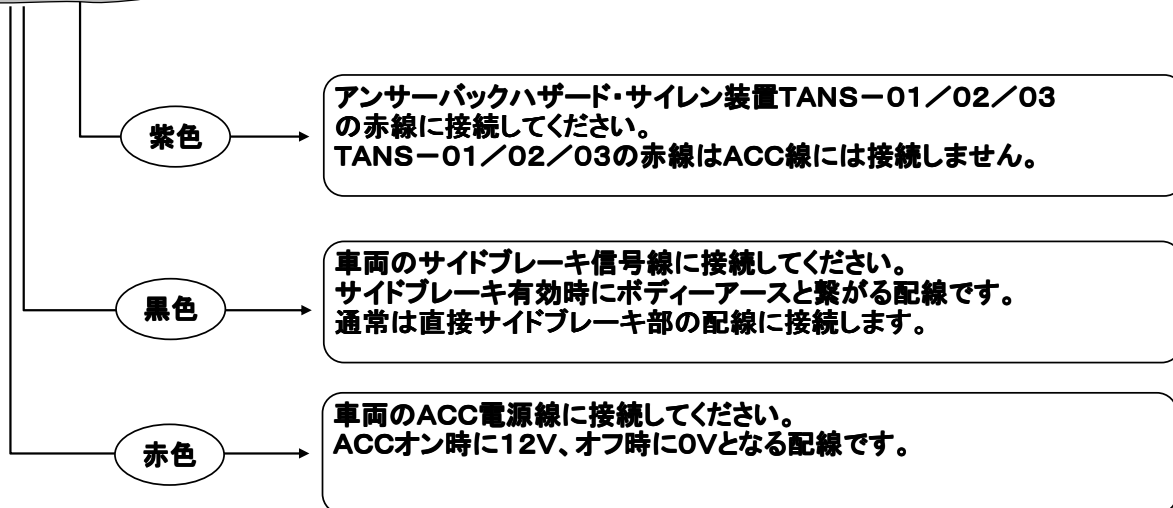 紫色
アンサーバックハザード・サイレン装置TANS－01／02／03
の赤線に接続してください。
TANS－01／02／03の赤線はACC線には接続しません。
黒色
車両のサイドブレーキ信号線に接続してください。
サイドブレーキ有効時にボディーアースと繋がる配線です。
通常は直接サイドブレーキ部の配線に接続します。
赤色
車両のACC電源線に接続してください。
ACCオン時に12V、オフ時に0Vとなる配線です。